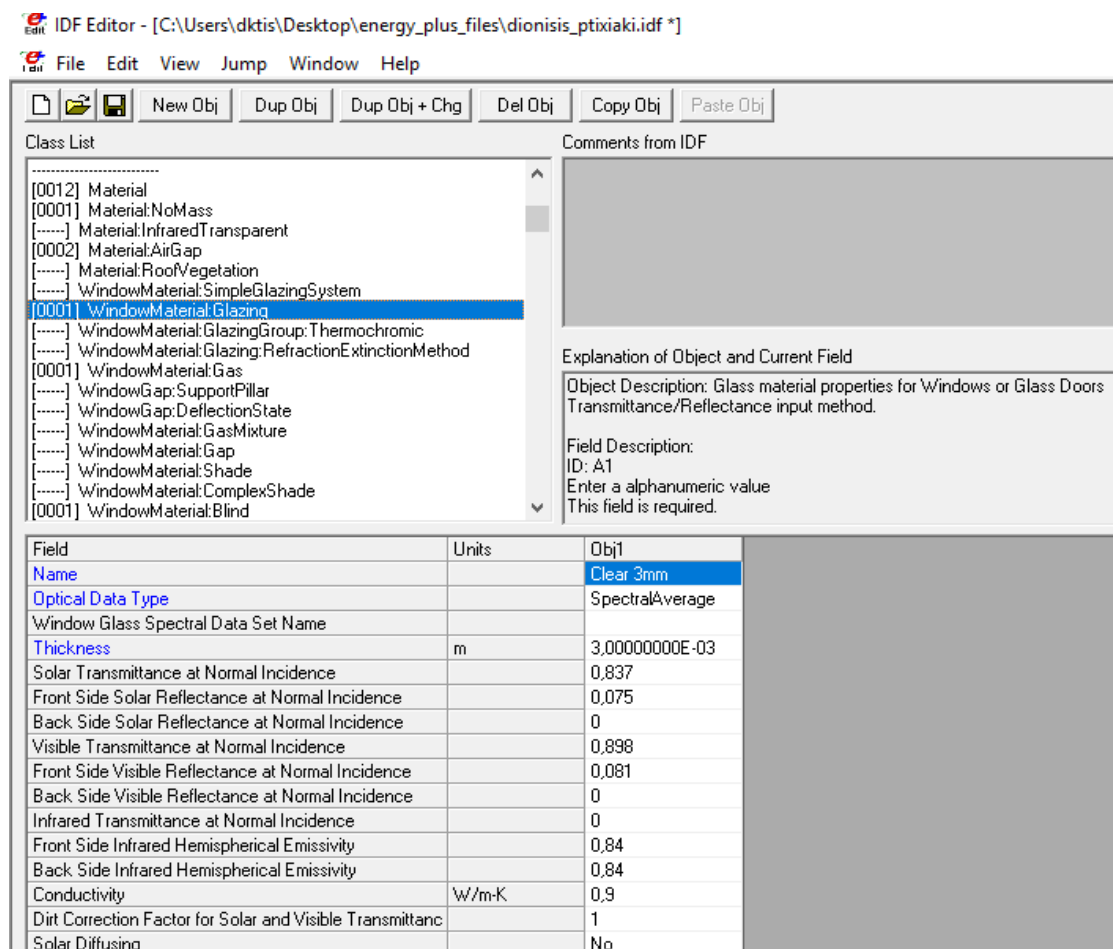 IDF Editor - [C:\Users\dktis\Desktop\energy_plus_files\dionisis_ptixiaki.idf *]
File Edit View Jump Window Help
New Obj Dup Obj Dup Obj + Chg Del Obj Copy Obj Paste Obj
Class List
Comments from IDF
---------------------------
[0012] Material
[0001] Material:NoMass
[------] Material:InfraredTransparent
[0002] Material:AirGap
[------] Material:RoofVegetation
[------] WindowMaterial:SimpleGlazingSystem
[0001] WindowMaterial:Glazing
[------] WindowMaterial:GlazingGroup:Thermochromic
[------] WindowMaterial:Glazing:RefractionExtinctionMethod
[0001] WindowMaterial:Gas
[------] WindowGap:SupportPillar
[------] WindowGap:DeflectionState
[------] WindowMaterial:GasMixture
[------] WindowMaterial:Gap
[------] WindowMaterial:Shade
[------] WindowMaterial:ComplexShade
[0001] WindowMaterial:Blind
Explanation of Object and Current Field
Object Description: Glass material properties for Windows or Glass Doors
Transmittance/Reflectance input method.
Field Description:
ID: A1
Enter a alphanumeric value
This field is required.
Field Units Obj1
Name Clear 3mm
Optical Data Type SpectralAverage
Window Glass Spectral Data Set Name
Thickness m 3,00000000E-03
Solar Transmittance at Normal Incidence 0,837
Front Side Solar Reflectance at Normal Incidence 0,075
Back Side Solar Reflectance at Normal Incidence 0
Visible Transmittance at Normal Incidence 0,898
Front Side Visible Reflectance at Normal Incidence 0,081
Back Side Visible Reflectance at Normal Incidence 0
Infrared Transmittance at Normal Incidence 0
Front Side Infrared Hemispherical Emissivity 0,84
Back Side Infrared Hemispherical Emissivity 0,84
Conductivity W/m-K 0,9
Dirt Correction Factor for Solar and Visible Transmittanc 1
Solar Diffusing No